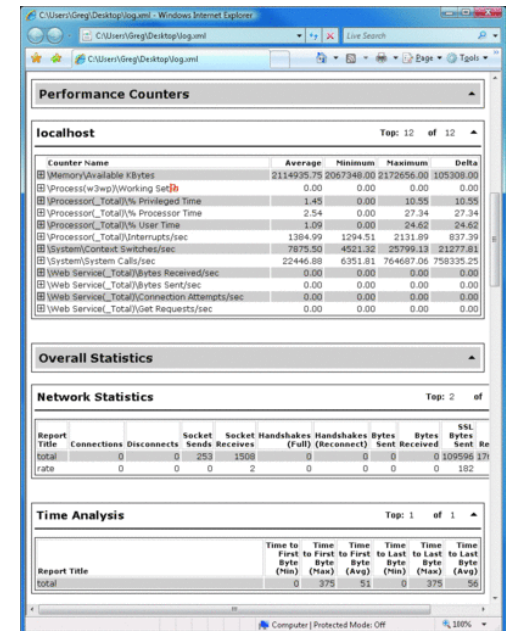 C:\Users\Greg\Desktop\log.xml - Windows Internet Explorer
C:\Users\Greg\Desktop\log.xml
Live Search
C:\Users\Greg\Desktop\log.xml
Page
Tools
Performance Counters
localhost Top: 12 of 12
Counter Name Average Minimum Maximum Delta
\Memory\Available KBytes 2114935.75 2067348.00 2172656.00 105308.00
\Process(w3wp)\Working Set 0.00 0.00 0.00 0.00
\Processor(_Total)\% Privileged Time 1.45 0.00 10.55 10.55
\Processor(_Total)\% Processor Time 2.54 0.00 27.34 27.34
\Processor(_Total)\% User Time 1.09 0.00 24.62 24.62
\Processor(_Total)\Interrupts/sec 1384.99 1294.51 2131.89 837.39
\System\Context Switches/sec 7875.50 4521.32 25799.13 21277.81
\System\System Calls/sec 22446.88 6351.81 764687.06 758335.25
\Web Service(_Total)\Bytes Received/sec 0.00 0.00 0.00 0.00
\Web Service(_Total)\Bytes Sent/sec 0.00 0.00 0.00 0.00
\Web Service(_Total)\Connection Attempts/sec 0.00 0.00 0.00 0.00
\Web Service(_Total)\Get Requests/sec 0.00 0.00 0.00 0.00
Overall Statistics
Network Statistics Top: 2 of
Report Title Connections Disconnects Socket Sends Socket Receives Handshakes (Full) Handshakes (Reconnect) Bytes Sent Bytes Received SSL Bytes Sent Re
total 0 0 253 1508 0 0 0 0 109596
rate 0 0 0 2 0 0 0 0 182
Time Analysis Top: 1 of 1
Report Title Time to First Byte (Min) Time to First Byte (Max) Time to First Byte (Avg) Time to Last Byte (Min) Time to Last Byte (Max) Time to Last Byte (Avg)
total 0 375 51 0 375 56
Computer | Protected Mode: Off 100%